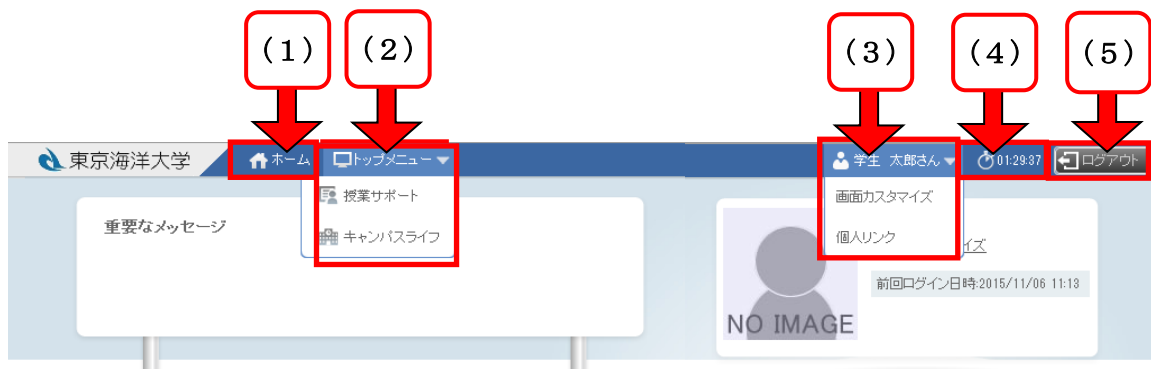 (1)
(2)
(3)
(4)
(5)
東京海洋大学
ホーム
トップメニュー
学生 太郎さん
01:29:37
ログアウト
授業サポート
キャンパスライフ
画面カスタマイズ
個人リンク
重要なメッセージ
イズ
前回ログイン日時:2015/11/06 11:13
NO IMAGE